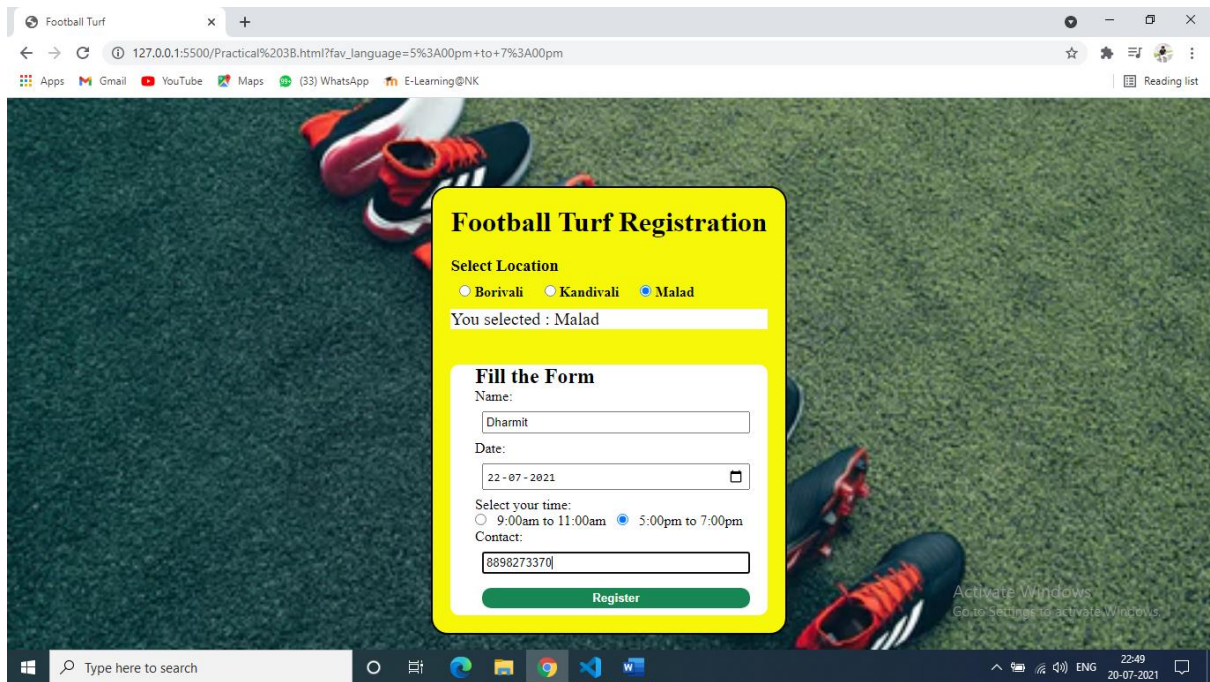 Football Turf
127.0.0.1:5500/Practical%203B.html?fav_language=5%3A00pm+to+7%3A00pm
Apps Gmail YouTube Maps (33) WhatsApp E-Learning@NK Reading list
Football Turf Registration
Select Location
Borivali Kandivali Malad
You selected : Malad
Fill the Form
Name:
Dharmit
Date:
22-07-2021
Select your time:
9:00am to 11:00am 5:00pm to 7:00pm
Contact:
8898273370
Register
Activate Windows
Go to Settings to activate Windows.
Type here to search
ENG
22:49
20-07-2021